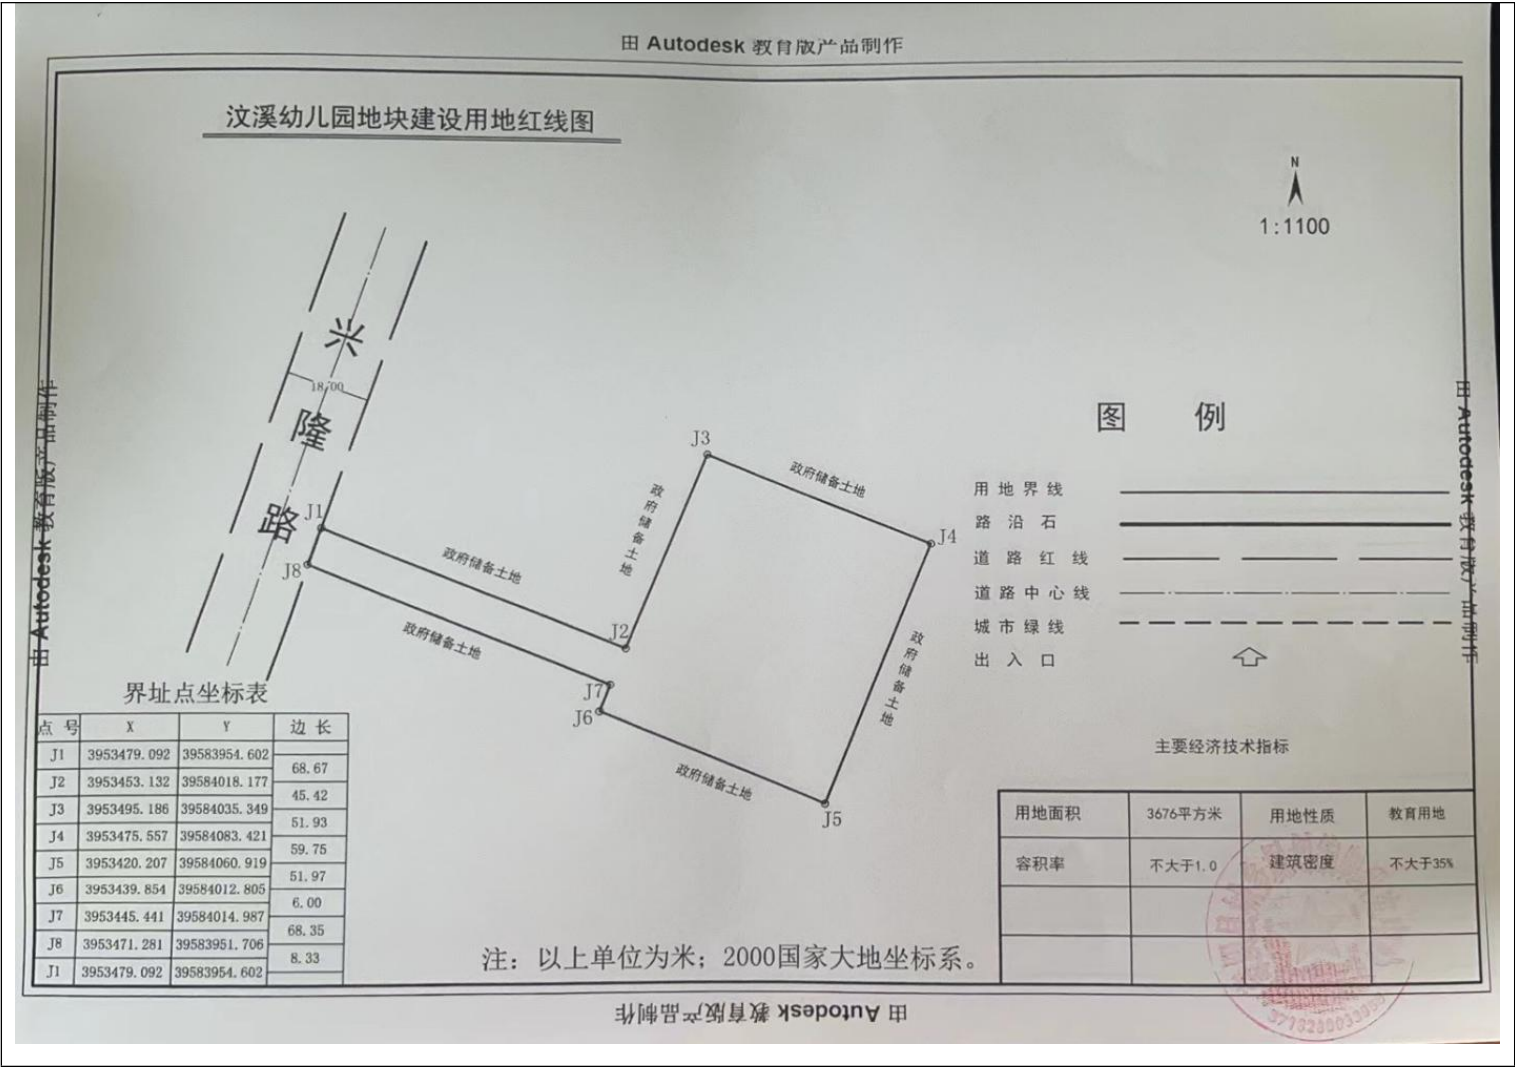 由 Autodesk 教育版产品制作
汶溪幼儿园地块建设用地红线图
N
1:1100
兴
隆
路
18.00
J1
J2
J3
J4
J5
J6
J7
J8
政府储备土地
政府储备土地
政府储备土地
政府储备土地
政府储备土地
政府储备土地
图 例
用地界线
路沿石
道路红线
道路中心线
城市绿线
出入口
界址点坐标表
点号 X Y 边长
J1 3953479.092 39583954.602
68.67
J2 3953453.132 39584018.177
45.42
J3 3953495.186 39584035.349
51.93
J4 3953475.557 39584083.421
59.75
J5 3953420.207 39584060.919
51.97
J6 3953439.854 39584012.805
6.00
J7 3953445.441 39584014.987
68.35
J8 3953471.281 39583951.706
8.33
J1 3953479.092 39583954.602
主要经济技术指标
用地面积 3676平方米 用地性质 教育用地
容积率 不大于1.0 建筑密度 不大于35%
注：以上单位为米；2000国家大地坐标系。
由 Autodesk 教育版产品制作
由 Autodesk 教育版产品制作
由 Autodesk 教育版产品制作